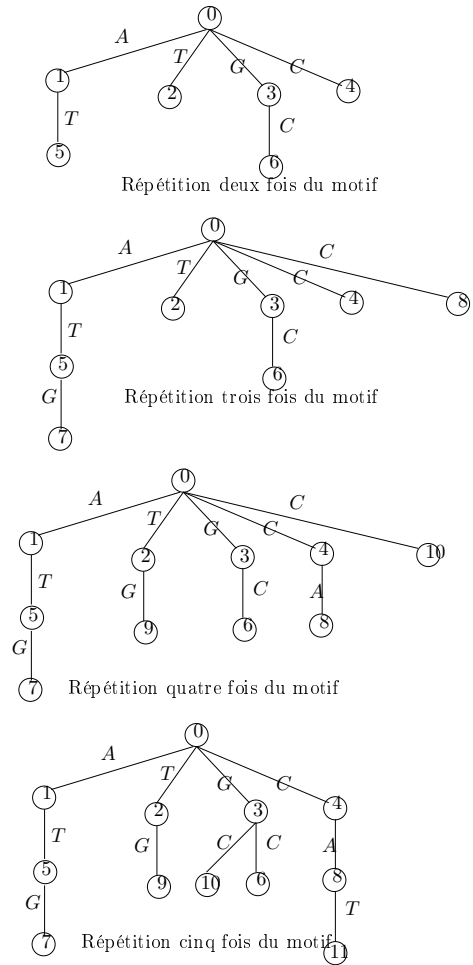 0
A T G C
1 2 3 4
T C
5 6
Répétition deux fois du motif
0
A T G C C
1 2 3 4 8
T C
5 6
G
Répétition trois fois du motif
7
0
A T G C C
1 2 3 4 10
T G C A
5 9 6 8
G
7 Répétition quatre fois du motif
0
A T G C
1 2 3 4
T G C C A
5 9 10 6 8
G T
7 Répétition cinq fois du motif 11